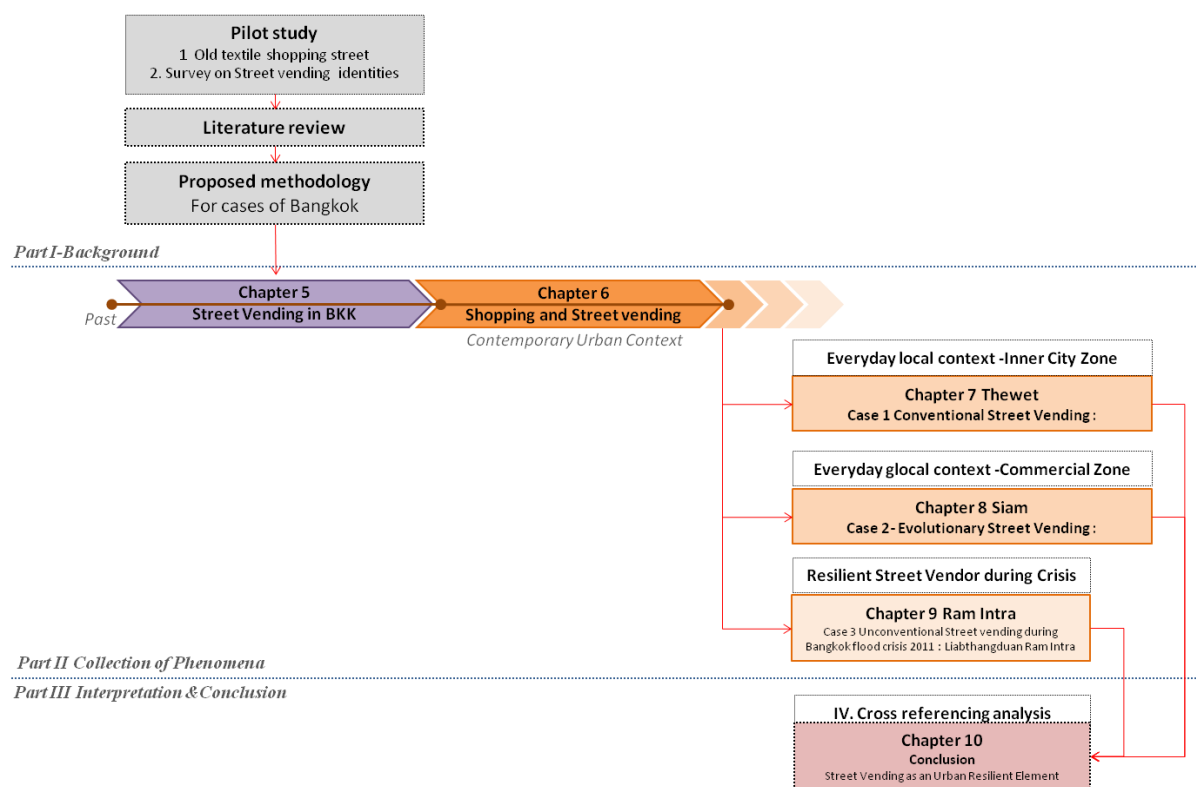 Pilot study
1 Old textile shopping street
2. Survey on Street vending identities
Literature review
Proposed methodology
For cases of Bangkok
Part I-Background
Chapter 5
Street Vending in BKK
Chapter 6
Shopping and Street vending
Past
Contemporary Urban Context
Everyday local context -Inner City Zone
Chapter 7 Thewet
Case 1 Conventional Street Vending :
Everyday glocal context -Commercial Zone
Chapter 8 Siam
Case 2- Evolutionary Street Vending :
Resilient Street Vendor during Crisis
Chapter 9 Ram Intra
Case 3 Unconventional Street vending during
Bangkok flood crisis 2011 : Liabthangduan Ram Intra
Part II Collection of Phenomena
Part III Interpretation &Conclusion
IV. Cross referencing analysis
Chapter 10
Conclusion
Street Vending as an Urban Resilient Element